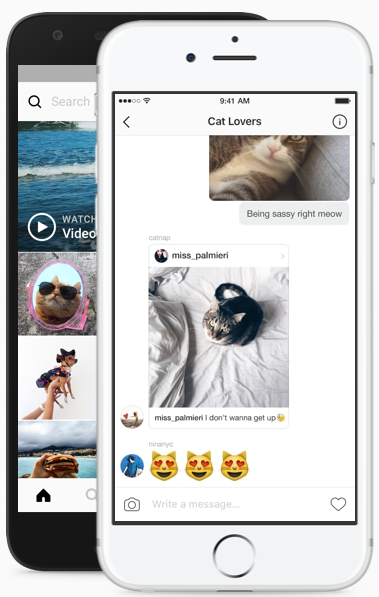 Search
WATCH
Video
9:41 AM
Cat Lovers
Being sassy right meow
catnap
miss_palmieri
miss_palmieri I don't wanna get up
ninanyc
Write a message...